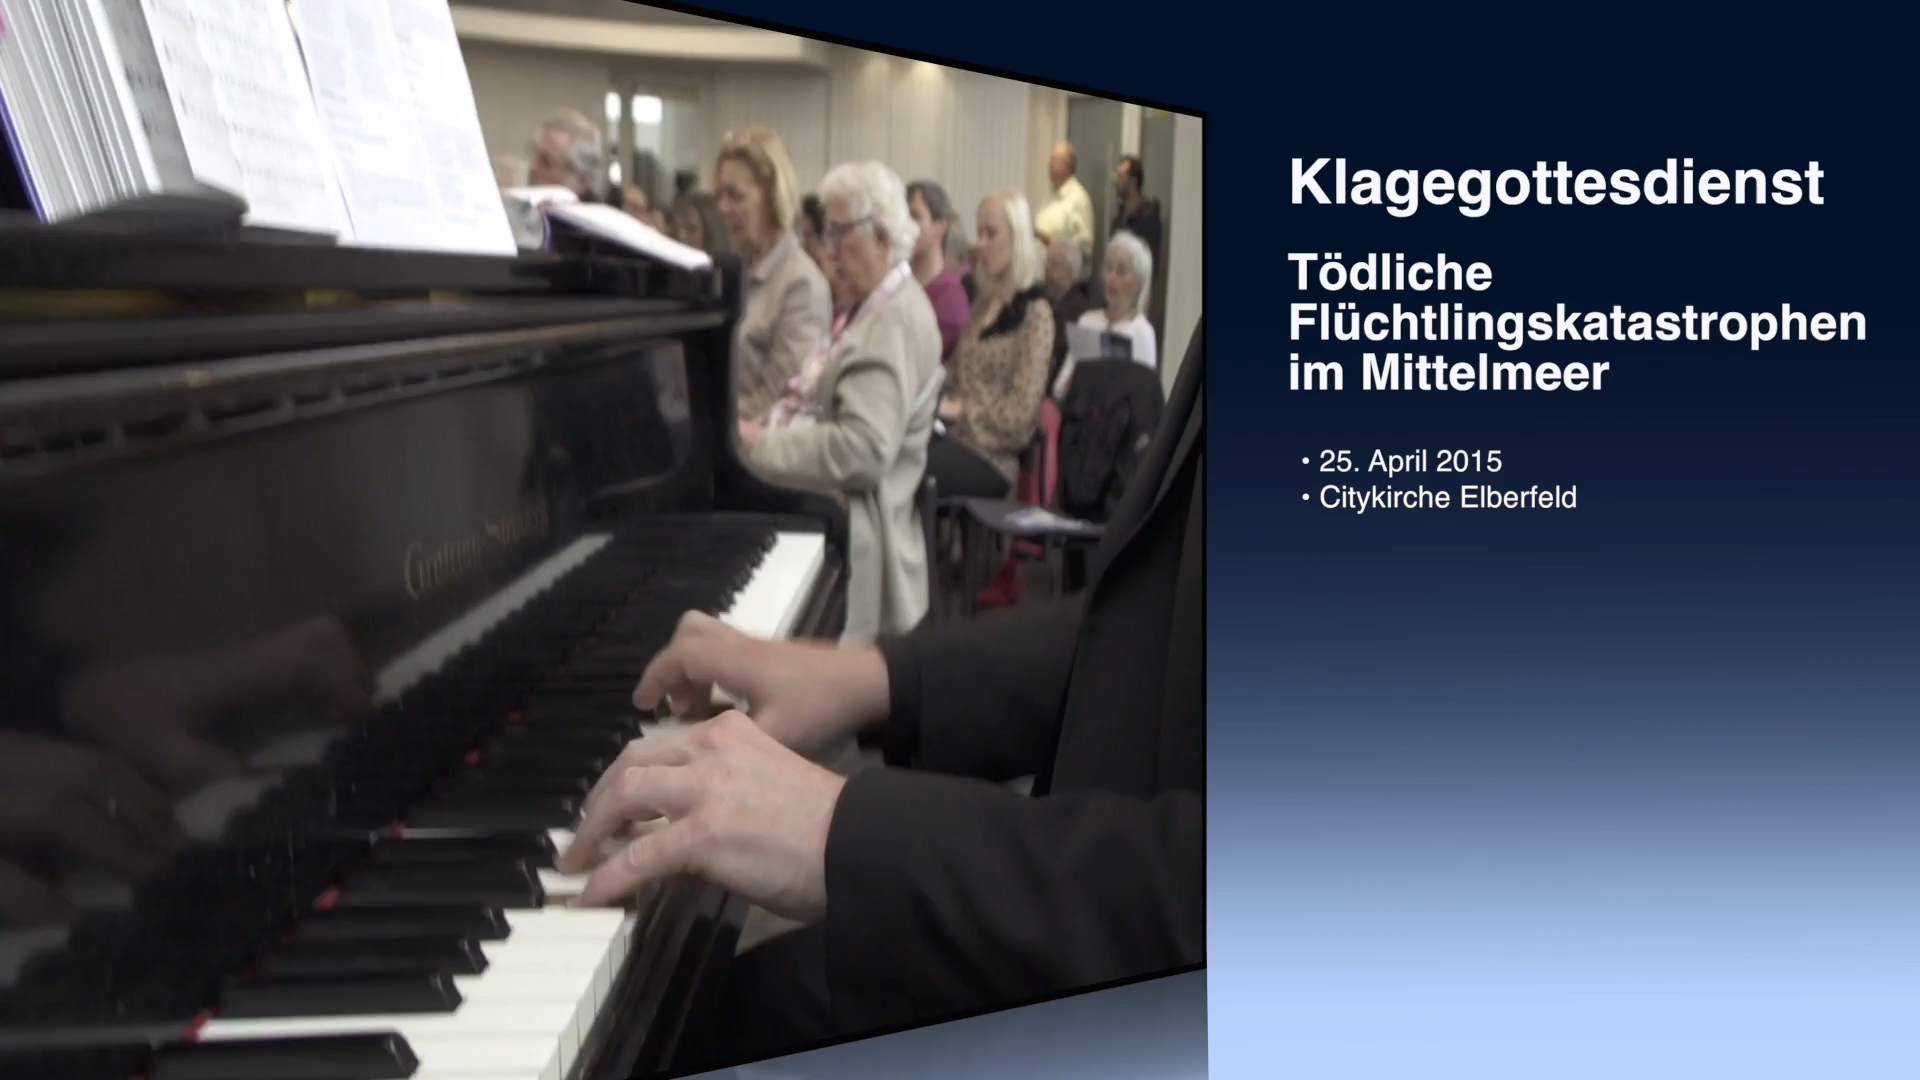 Klagegottesdienst
Tödliche
Flüchtlingskatastrophen
im Mittelmeer
• 25. April 2015
• Citykirche Elberfeld